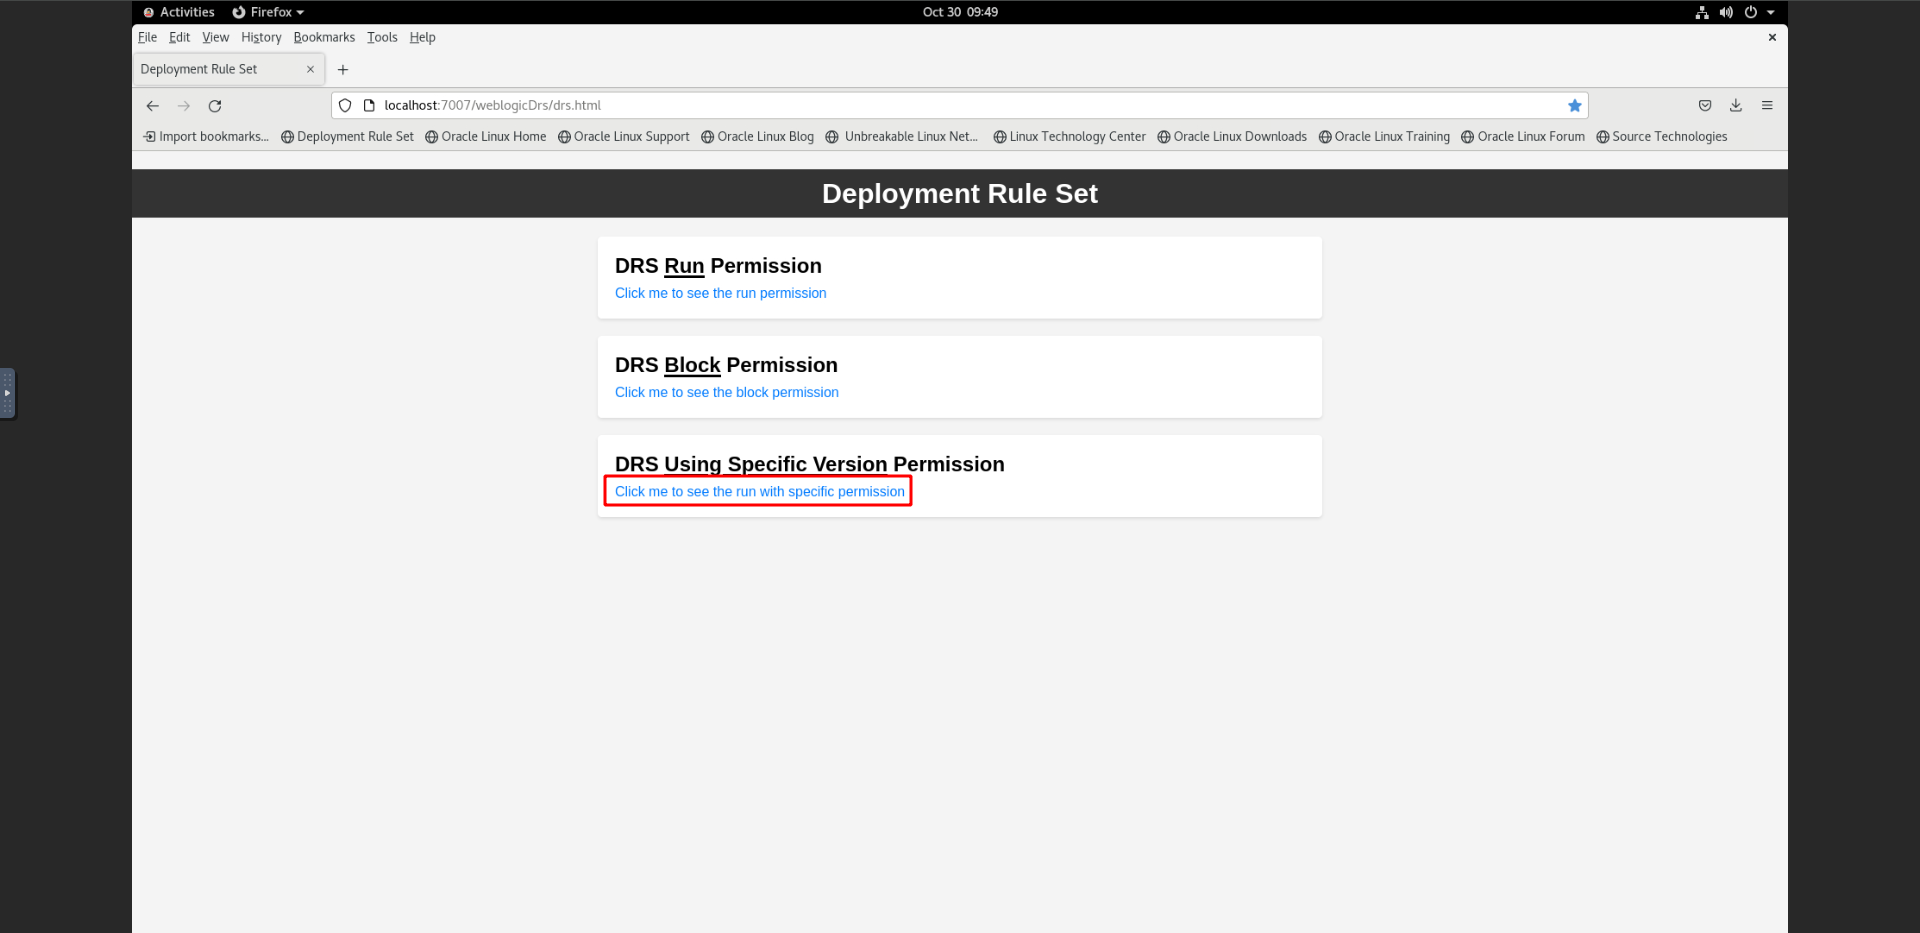 Activities Firefox Oct 30 09:49
File Edit View History Bookmarks Tools Help
Deployment Rule Set
localhost:7007/weblogicDrs/drs.html
Import bookmarks... Deployment Rule Set Oracle Linux Home Oracle Linux Support Oracle Linux Blog Unbreakable Linux Net... Linux Technology Center Oracle Linux Downloads Oracle Linux Training Oracle Linux Forum Source Technologies
Deployment Rule Set
DRS Run Permission
Click me to see the run permission
DRS Block Permission
Click me to see the block permission
DRS Using Specific Version Permission
Click me to see the run with specific permission